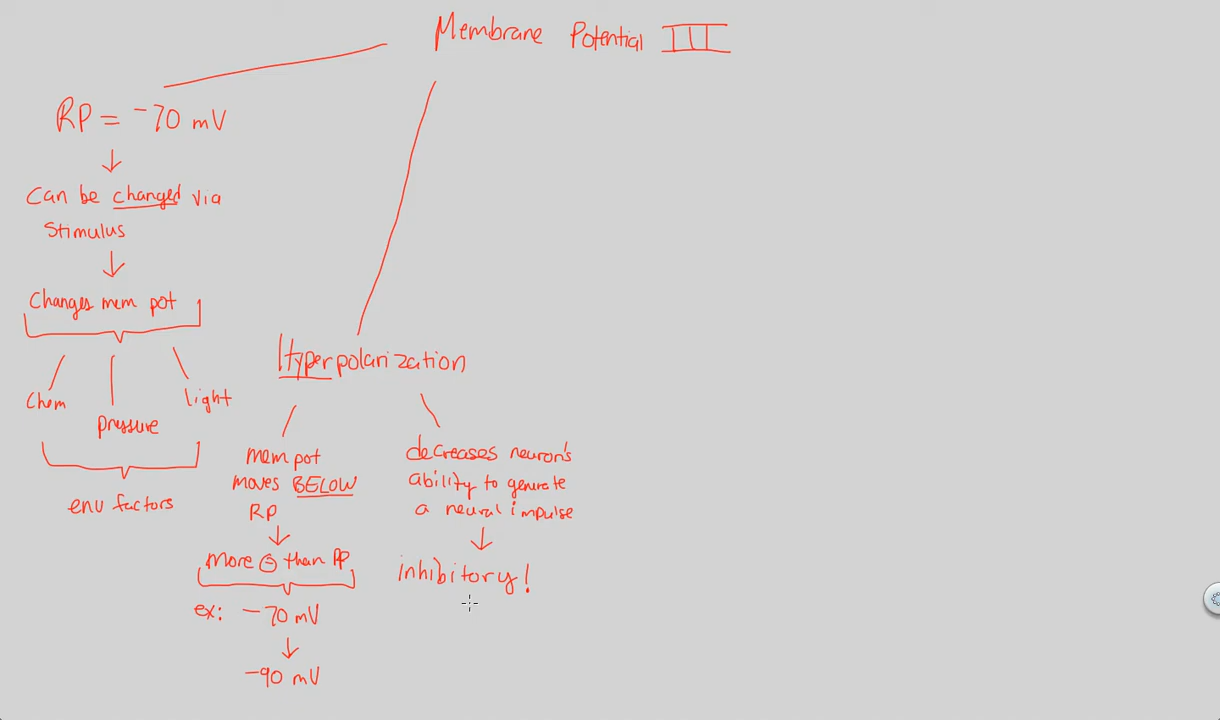 Membrane Potential III
RP = -70 mV
Can be changed via
Stimulus
Changes mem pot
Chem
pressure
light
env factors
Hyperpolarization
mem pot
moves BELOW
RP
More ⊖ than RP
ex: -70 mV
-90 mV
decreases neuron's
ability to generate
a neural impulse
inhibitory!